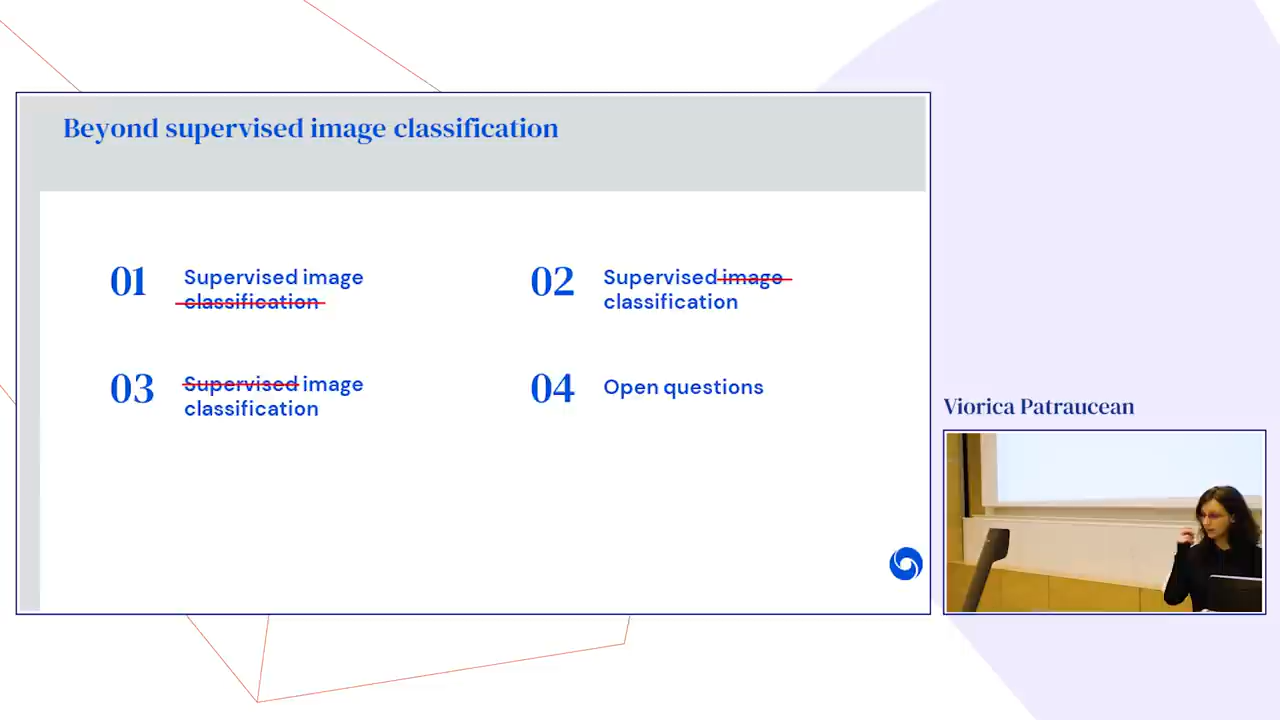 Beyond supervised image classification
01
Supervised image
classification
02
Supervised image
classification
03
Supervised image
classification
04
Open questions
Viorica Patraucean